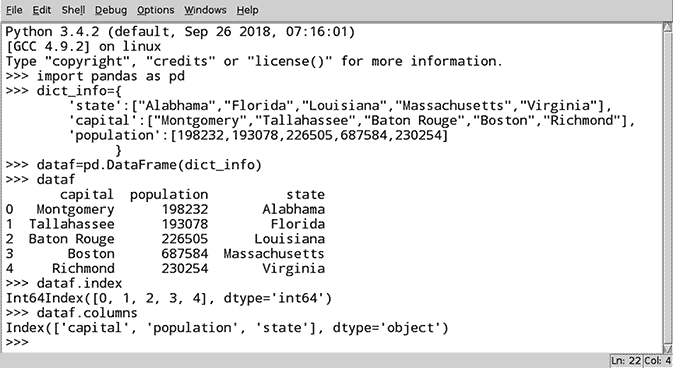 File Edit Shell Debug Options Windows Help
Python 3.4.2 (default, Sep 26 2018, 07:16:01)
[GCC 4.9.2] on linux
Type "copyright", "credits" or "license()" for more information.
>>> import pandas as pd
>>> dict_info={
        'state':["Alabhama","Florida","Louisiana","Massachusetts","Virginia"],
        'capital':["Montgomery","Tallahassee","Baton Rouge","Boston","Richmond"],
        'population':[198232,193078,226505,687584,230254]
              }
>>> dataf=pd.DataFrame(dict_info)
>>> dataf
       capital  population          state
0   Montgomery      198232       Alabhama
1  Tallahassee      193078        Florida
2  Baton Rouge      226505      Louisiana
3       Boston      687584  Massachusetts
4     Richmond      230254       Virginia
>>> dataf.index
Int64Index([0, 1, 2, 3, 4], dtype='int64')
>>> dataf.columns
Index(['capital', 'population', 'state'], dtype='object')
>>>
Ln: 22 Col: 4